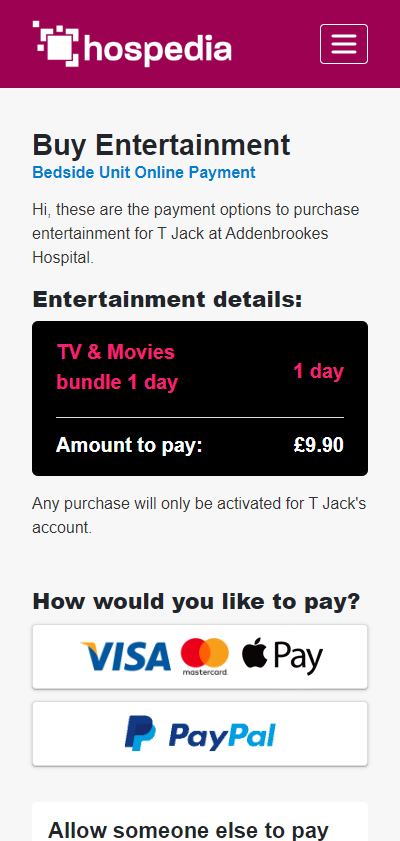 hospedia
Buy Entertainment
Bedside Unit Online Payment
Hi, these are the payment options to purchase
entertainment for T Jack at Addenbrookes
Hospital.
Entertainment details:
TV & Movies
bundle 1 day
1 day
Amount to pay: £9.90
Any purchase will only be activated for T Jack's
account.
How would you like to pay?
VISA mastercard. Pay
PayPal
Allow someone else to pay